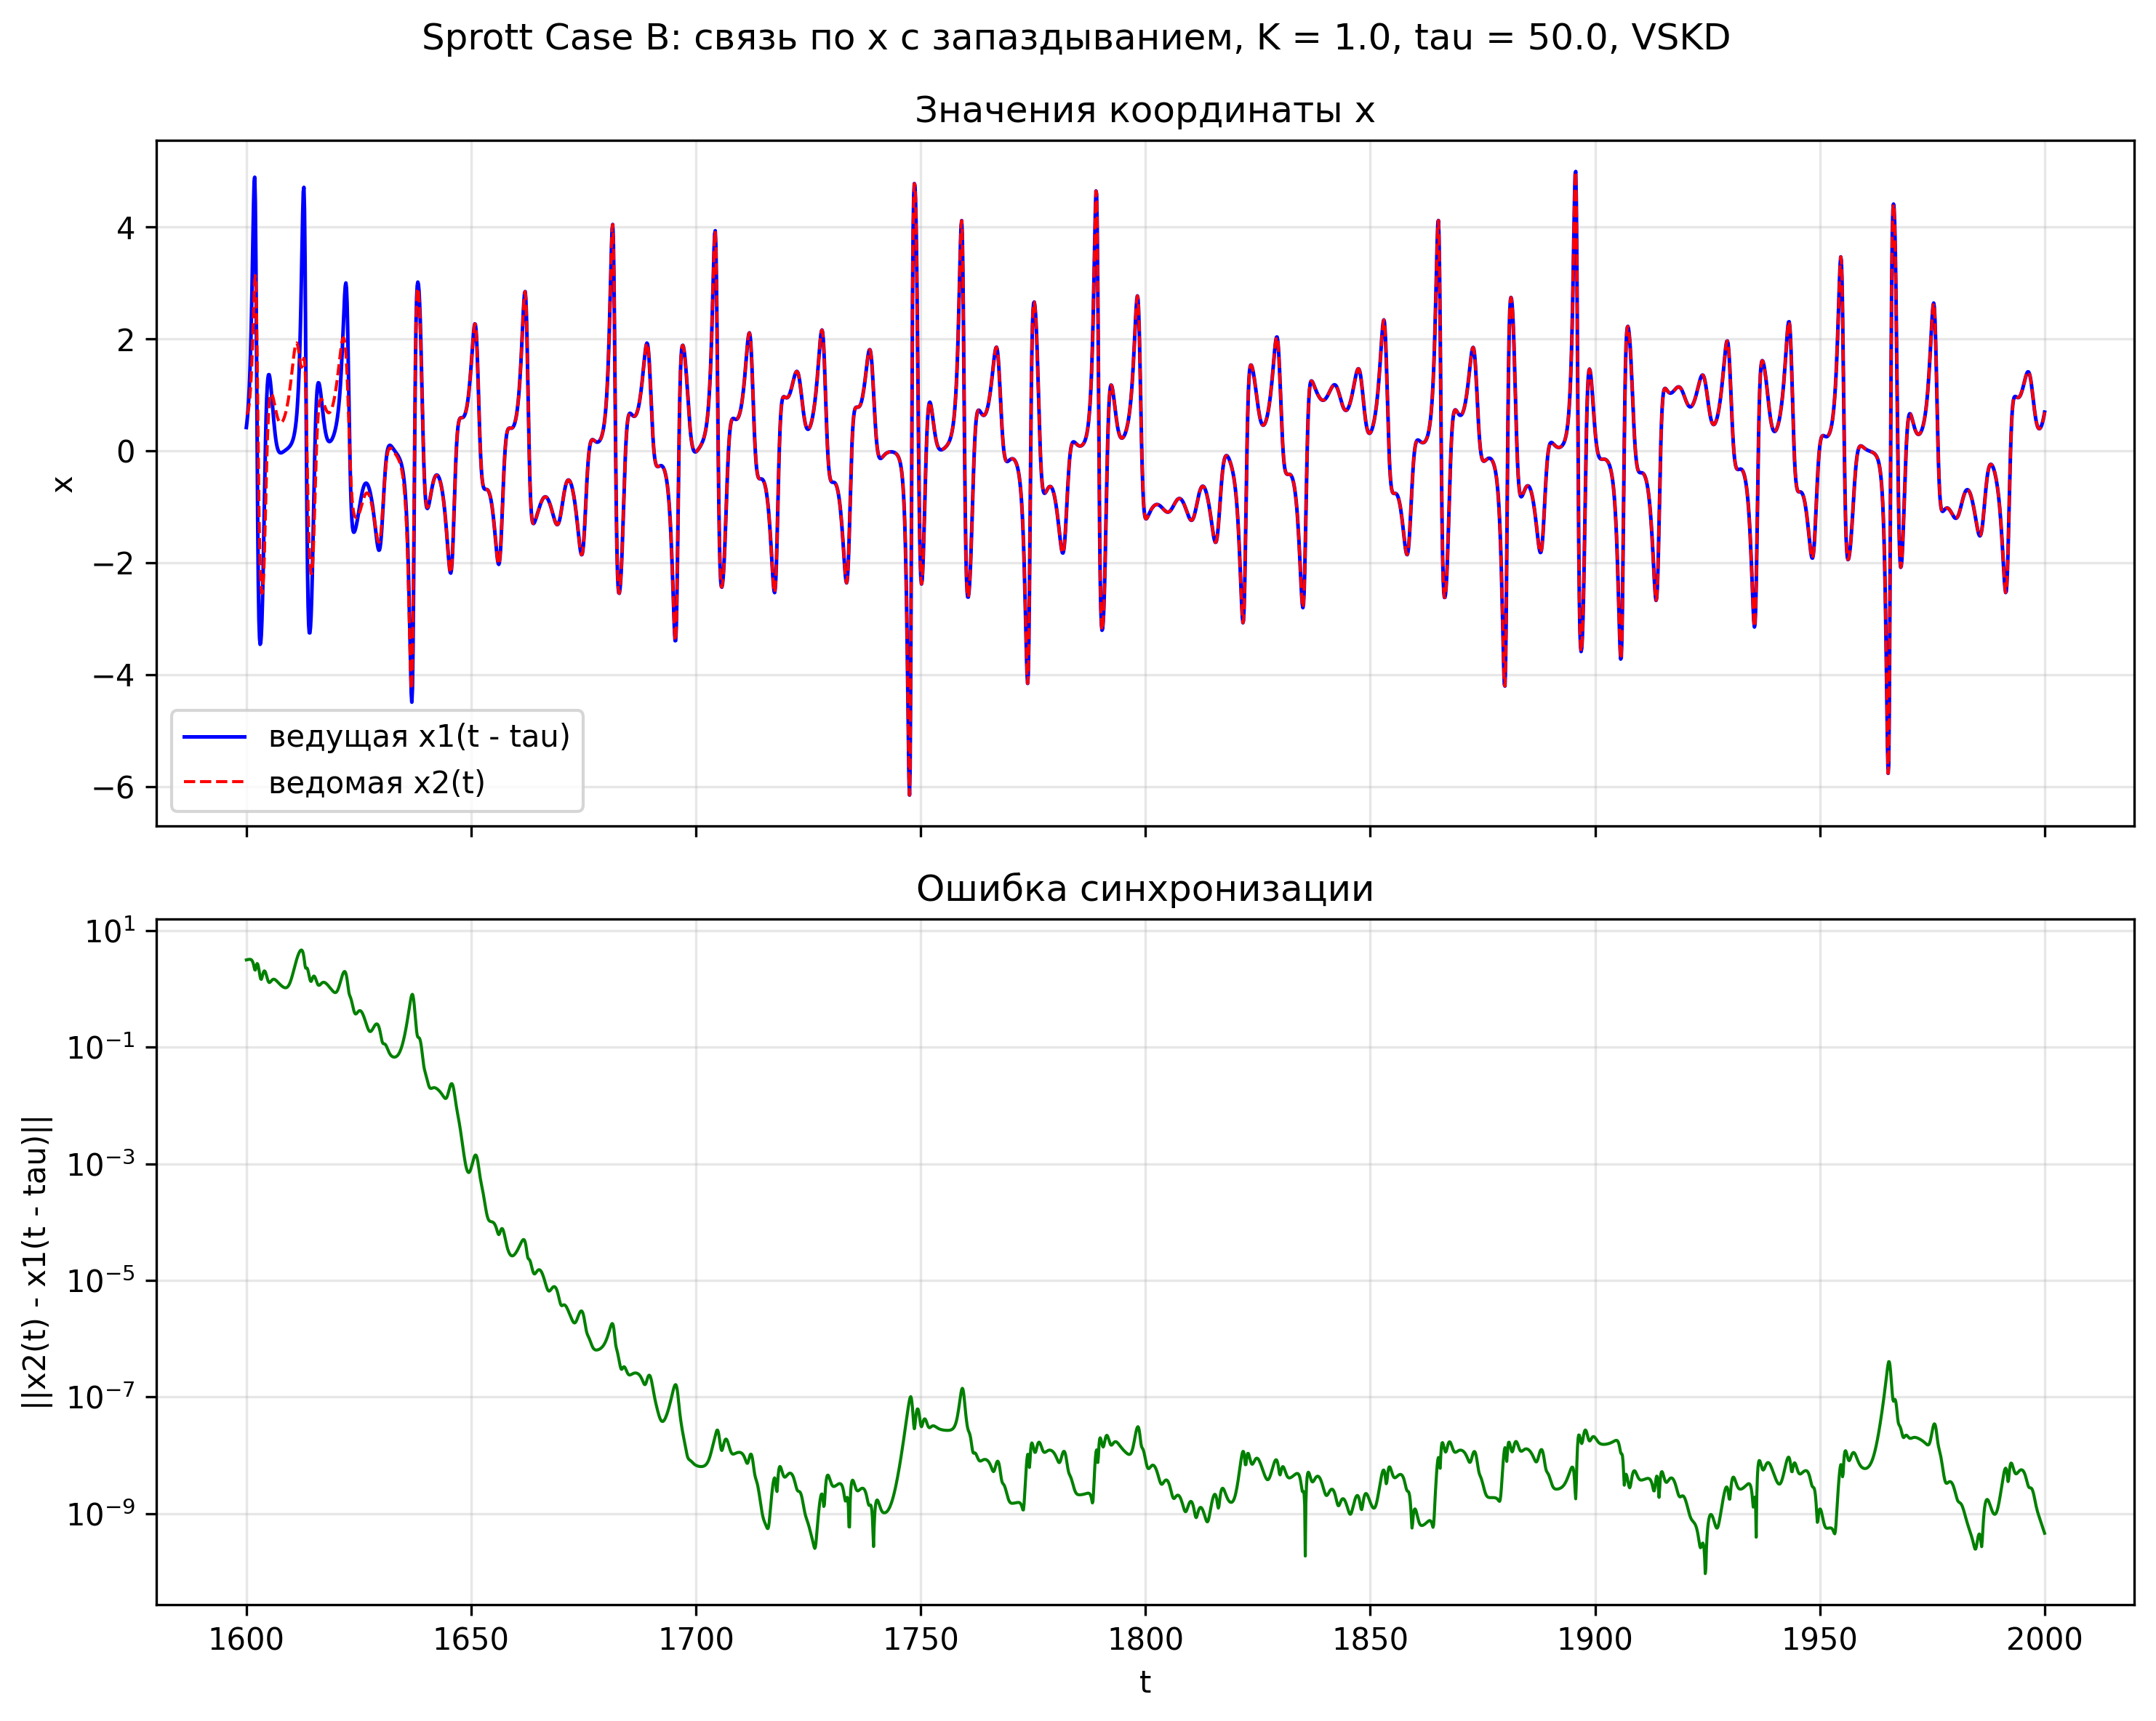 Sprott Case B: связь по x с запаздыванием, K = 1.0, tau = 50.0, VSKD
Значения координаты x
4
2
0
−2
−4
−6
x
ведущая x1(t - tau)
ведомая x2(t)
Ошибка синхронизации
10¹
10⁻¹
10⁻³
10⁻⁵
10⁻⁷
10⁻⁹
||x2(t) - x1(t - tau)||
1600 1650 1700 1750 1800 1850 1900 1950 2000
t